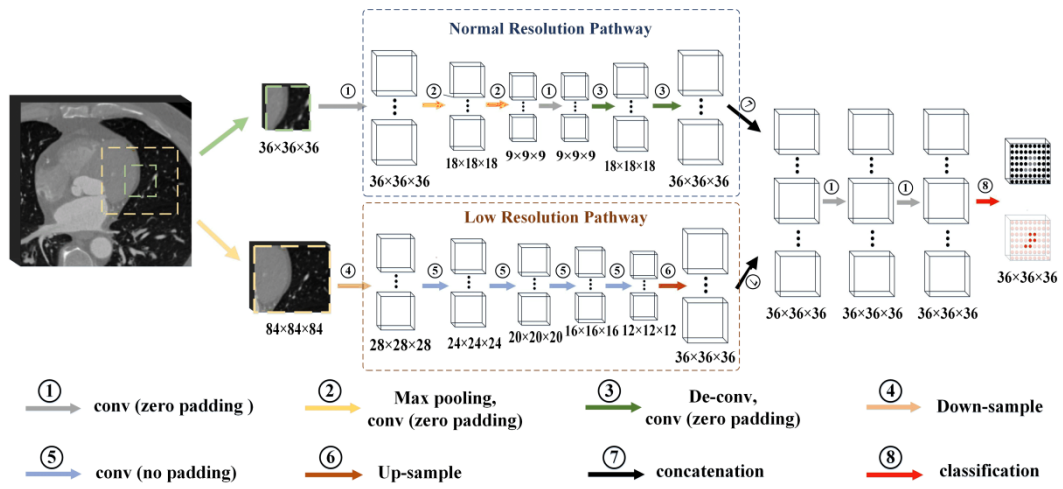 Normal Resolution Pathway
① ② ② ① ③ ③ ⑦
36×36×36
18×18×18
9×9×9 9×9×9
18×18×18
36×36×36 36×36×36
① ① ⑧
Low Resolution Pathway
④ ⑤ ⑤ ⑤ ⑤ ⑥ ⑦
84×84×84
28×28×28 24×24×24 20×20×20 16×16×16 12×12×12 36×36×36
36×36×36 36×36×36 36×36×36
36×36×36
① ② ③ ④
conv (zero padding )
Max pooling,
conv (zero padding)
De-conv,
conv (zero padding)
Down-sample
⑤ ⑥ ⑦ ⑧
conv (no padding)
Up-sample
concatenation
classification